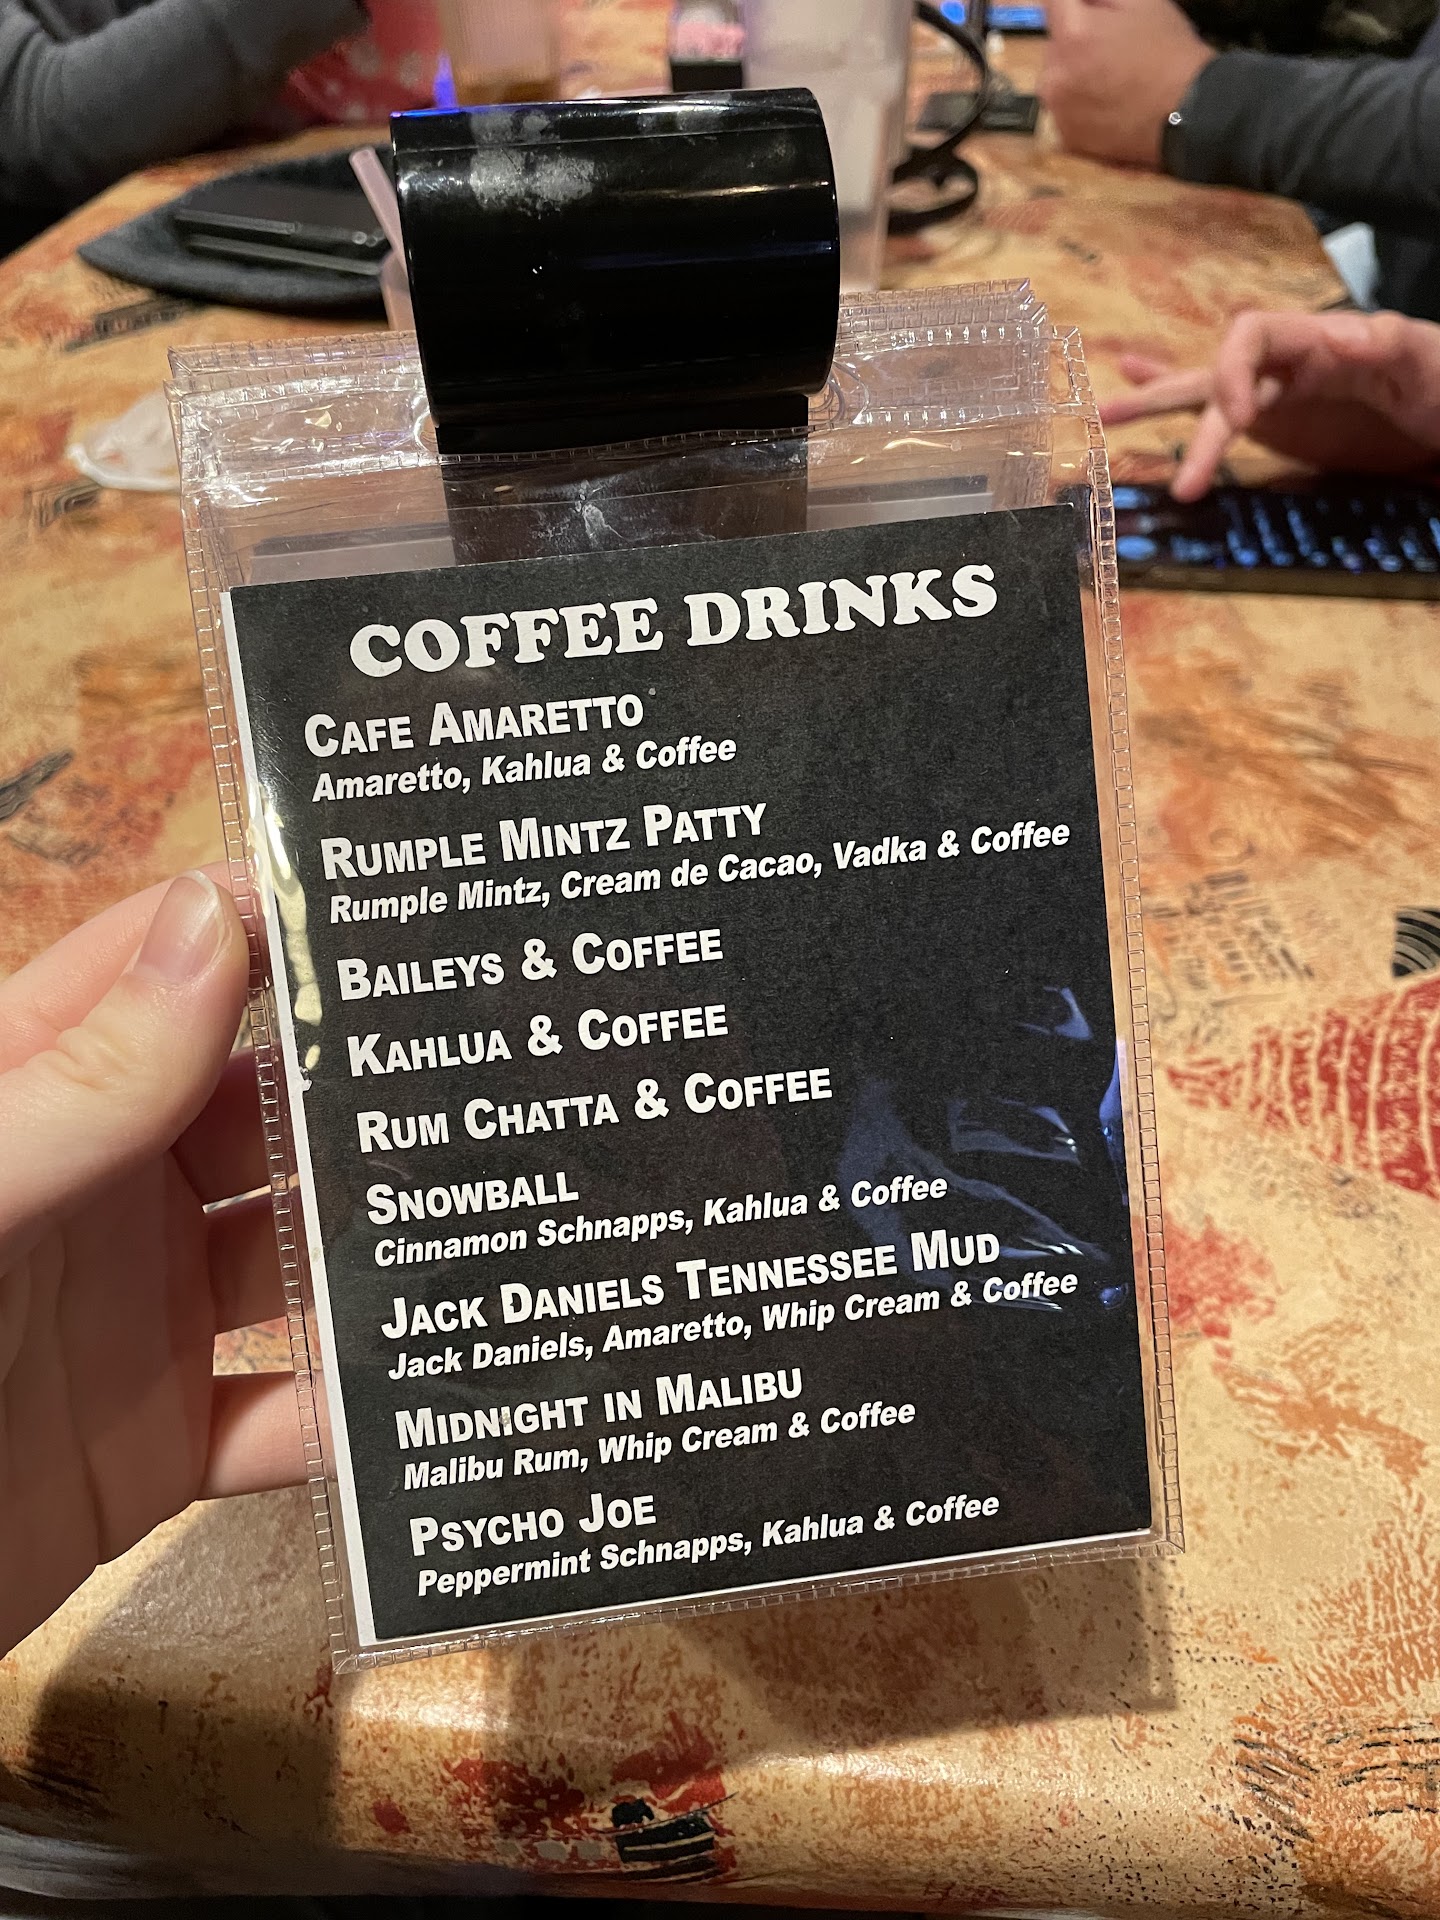 COFFEE DRINKS
CAFE AMARETTO
Amaretto, Kahlua & Coffee
RUMPLE MINTZ PATTY
Rumple Mintz, Cream de Cacao, Vadka & Coffee
BAILEYS & COFFEE
KAHLUA & COFFEE
RUM CHATTA & COFFEE
SNOWBALL
Cinnamon Schnapps, Kahlua & Coffee
JACK DANIELS TENNESSEE MUD
Jack Daniels, Amaretto, Whip Cream & Coffee
MIDNIGHT IN MALIBU
Malibu Rum, Whip Cream & Coffee
PSYCHO JOE
Peppermint Schnapps, Kahlua & Coffee